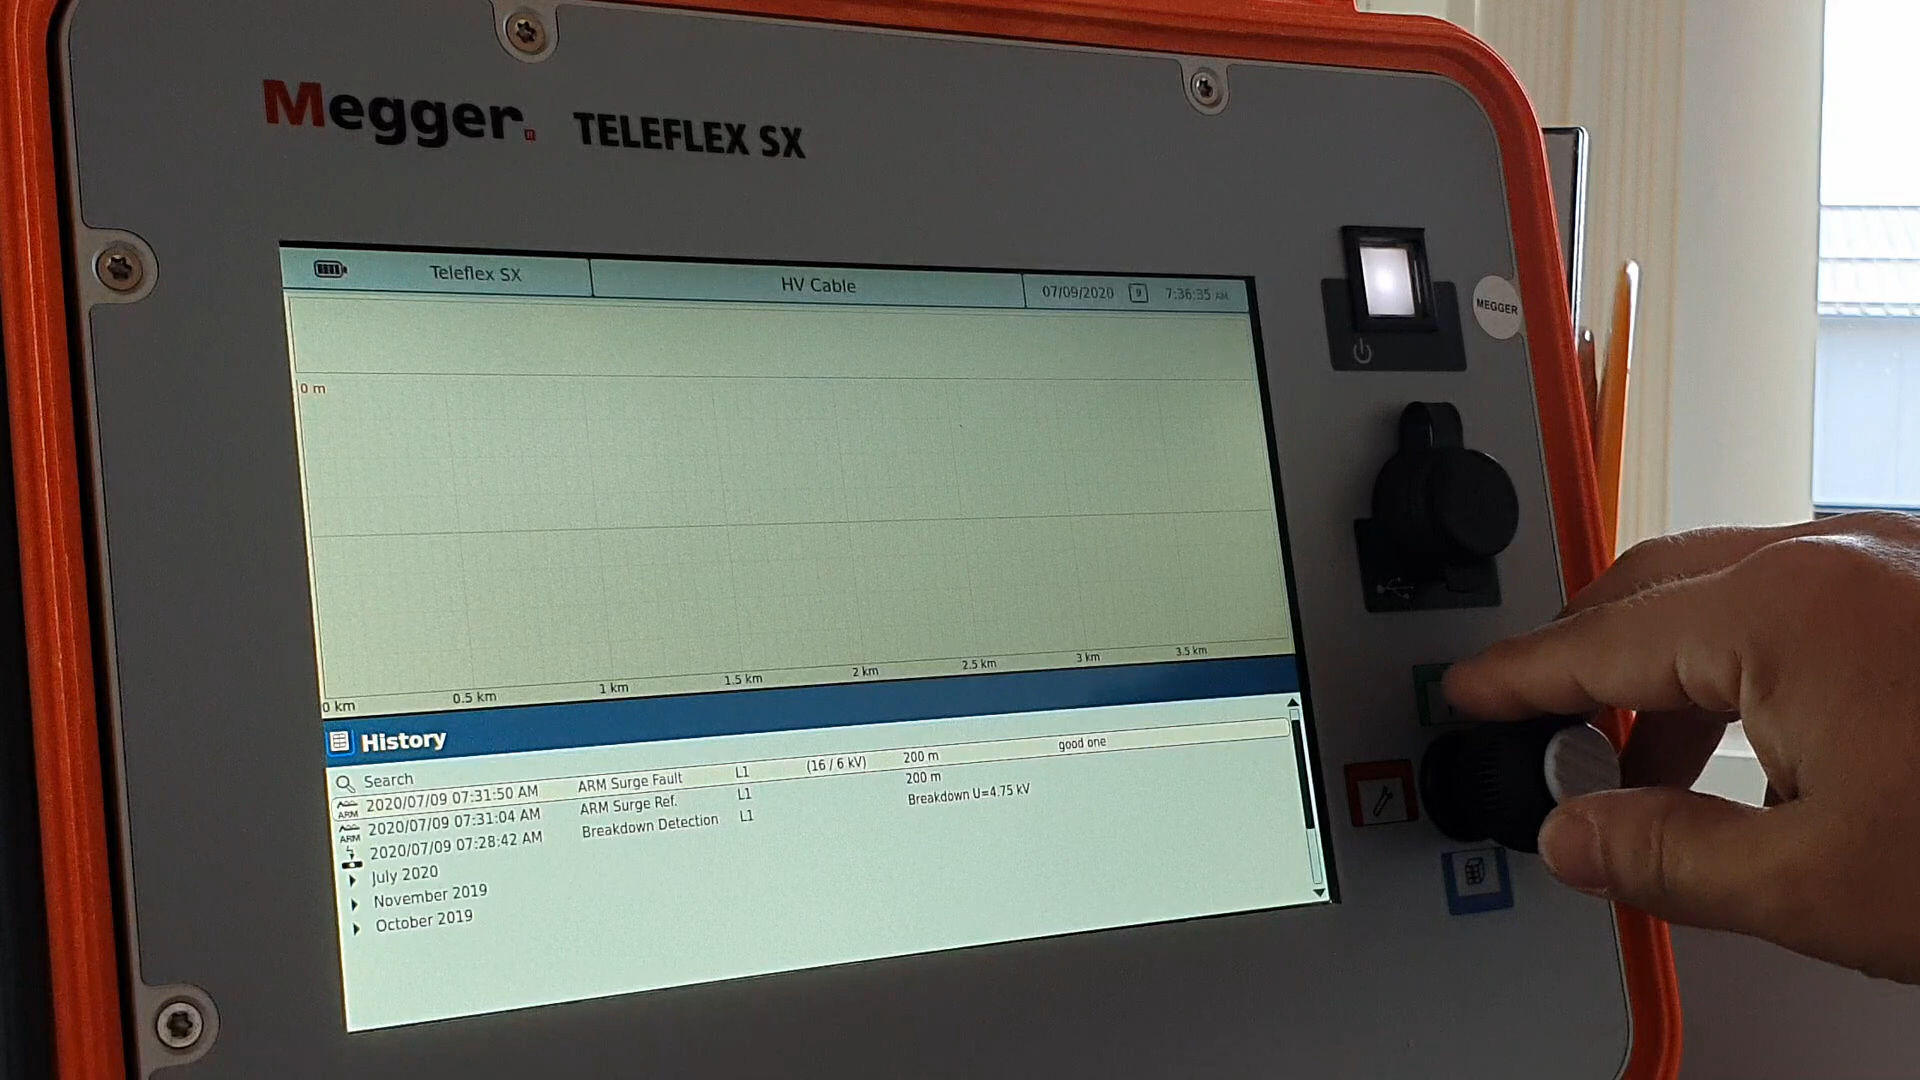 Megger. TELEFLEX SX
Teleflex SX HV Cable 07/09/2020 9 7:36:35 AM
MEGGER
0 m
0 km 0.5 km 1 km 1.5 km 2 km 2.5 km 3 km 3.5 km
History
Search
2020/07/09 07:31:50 AM ARM Surge Fault L1 (16 / 6 kV) 200 m good one
ARM
2020/07/09 07:31:04 AM ARM Surge Ref. L1 200 m
ARM
2020/07/09 07:28:42 AM Breakdown Detection L1 Breakdown U=4.75 kV
July 2020
November 2019
October 2019